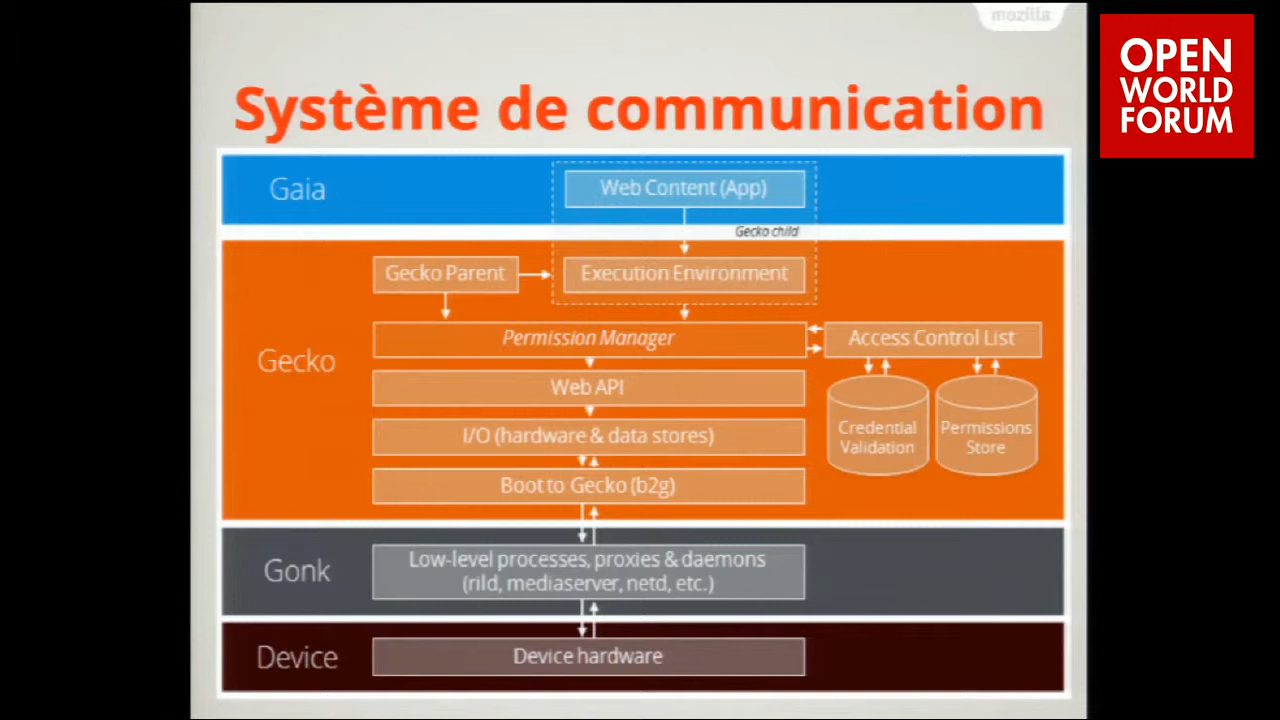 mozilla
OPEN
WORLD
FORUM
Système de communication
Gaia
Web Content (App)
Gecko child
Gecko
Gecko Parent
Execution Environment
Permission Manager
Access Control List
Web API
Credential
Validation
Permissions
Store
I/O (hardware & data stores)
Boot to Gecko (b2g)
Gonk
Low-level processes, proxies & daemons
(rild, mediaserver, netd, etc.)
Device
Device hardware